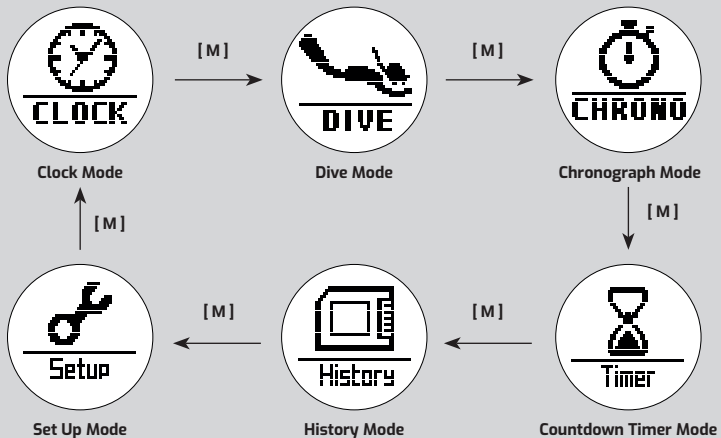 [ M ]
[ M ]
CLOCK
DIVE
CHRONO
Clock Mode
Dive Mode
Chronograph Mode
[ M ]
[ M ]
[ M ]
[ M ]
Setup
History
Timer
Set Up Mode
History Mode
Countdown Timer Mode